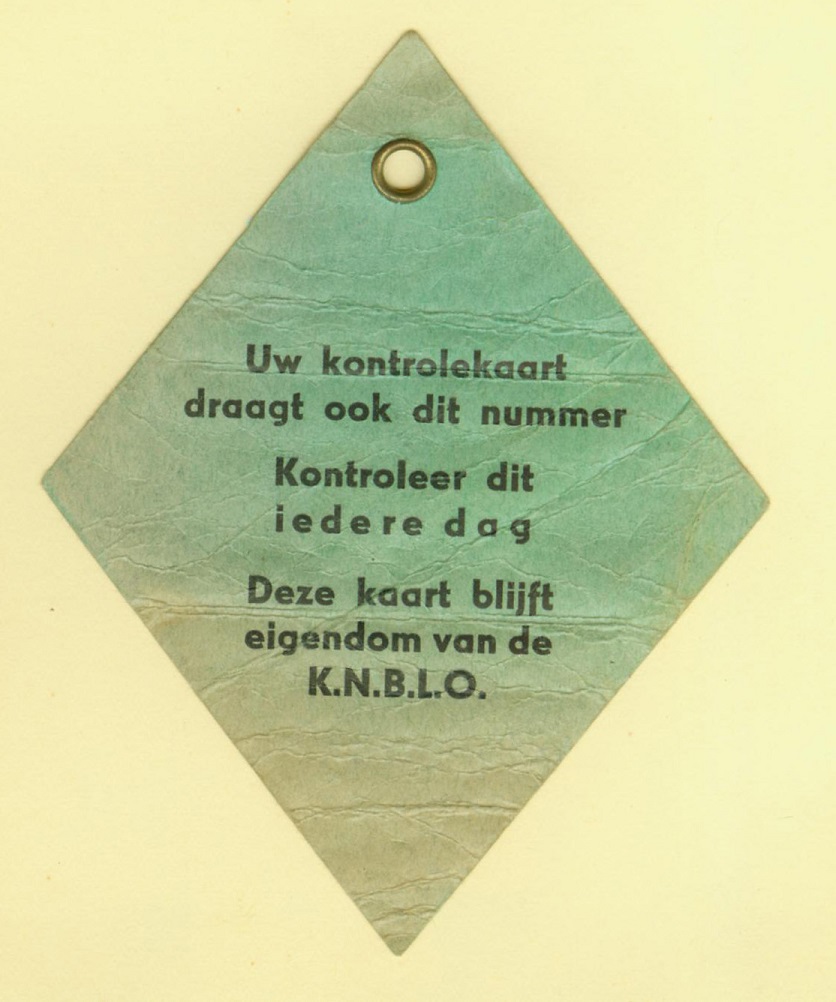 Uw kontrolekaart
draagt ook dit nummer
Kontroleer dit
iedere dag
Deze kaart blijft
eigendom van de
K.N.B.L.O.